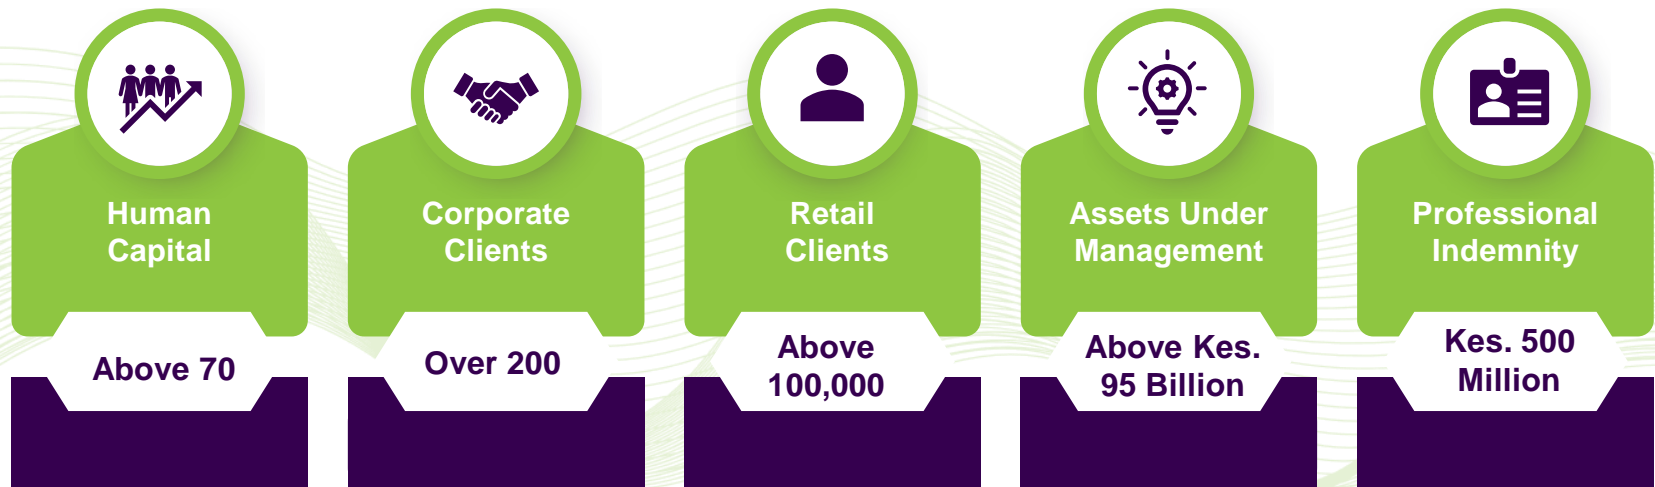 Human
Capital
Above 70
Corporate
Clients
Over 200
Retail
Clients
Above
100,000
Assets Under
Management
Above Kes.
95 Billion
Professional
Indemnity
Kes. 500
Million